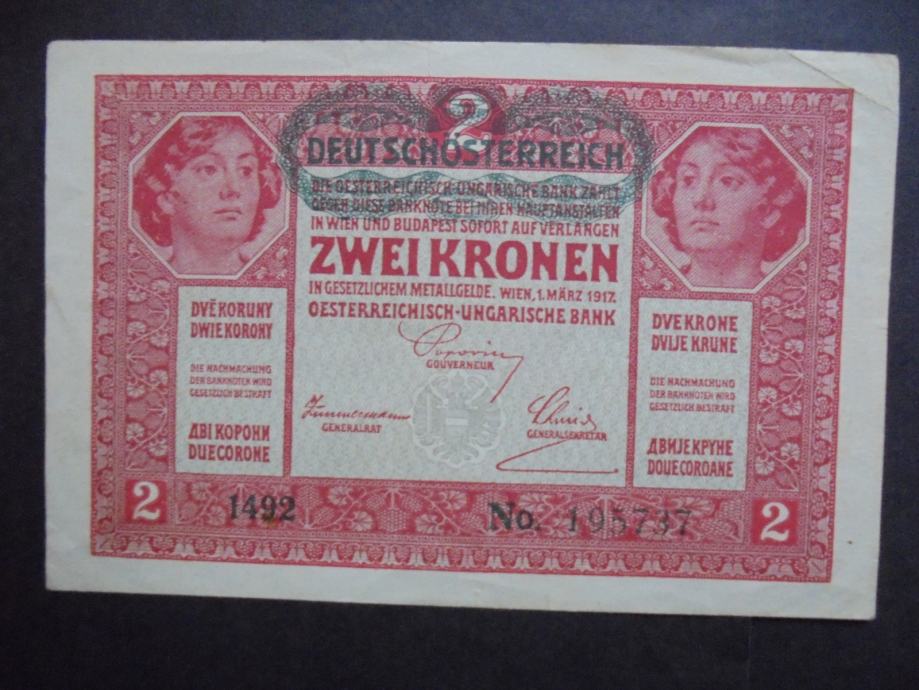 2
DEUTSCHÖSTERREICH
DIE OESTERREICHISCH-UNGARISCHE BANK ZAHLT
GEGEN DIESE BANKNOTE BEI IHREN HAUPTANSTALTEN
IN WIEN UND BUDAPEST SOFORT AUF VERLANGEN
ZWEI KRONEN
IN GESETZLICHEM METALLGELDE. WIEN, 1. MÄRZ 1917.
OESTERREICHISCH-UNGARISCHE BANK
Popovics
GOUVERNEUR
Zimmermann
GENERALRAT
Schmid
GENERALSEKRETÄR
DVĚ KORUNY
DWIE KORONY
DIE NACHMACHUNG
DER BANKNOTEN WIRD
GESETZLICH BESTRAFT
ДВІ КОРОНИ
DUE CORONE
DVE KRONE
DVIJE KRUNE
DIE NACHMACHUNG
DER BANKNOTEN WIRD
GESETZLICH BESTRAFT
ДВИЈЕ КРУНЕ
DOUE COROANE
2
1492
No. 195737
2